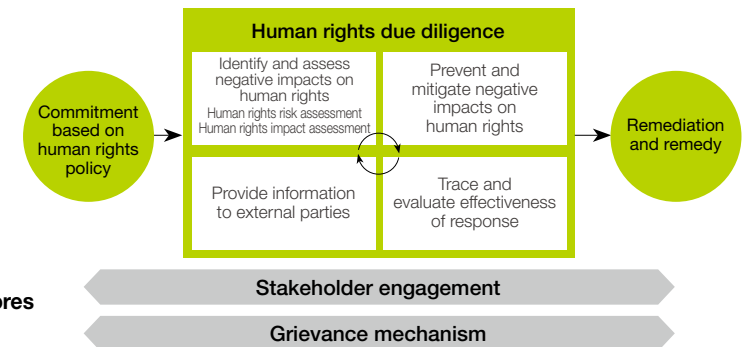 Human rights due diligence
Commitment
based on
human rights
policy
Identify and assess
negative impacts on
human rights
Human rights risk assessment
Human rights impact assessment
Prevent and
mitigate negative
impacts on
human rights
Provide information
to external parties
Trace and
evaluate effectiveness
of response
Remediation
and remedy
Stakeholder engagement
Grievance mechanism